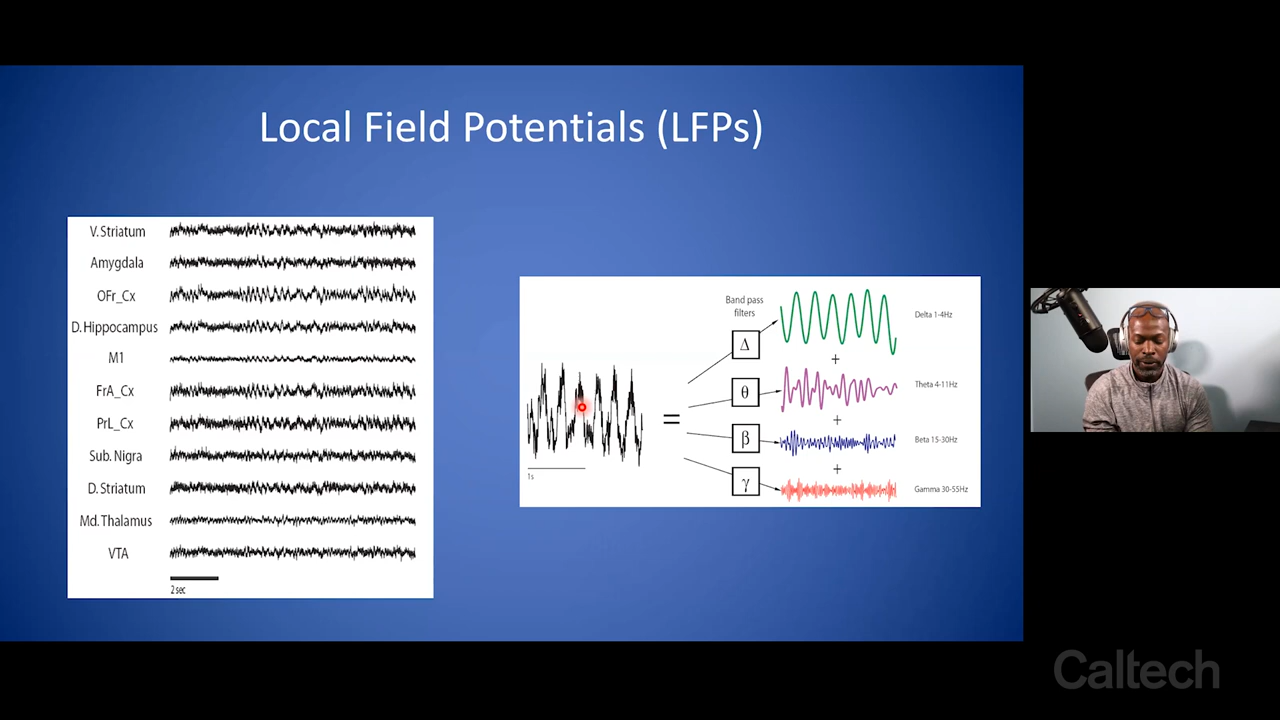 Local Field Potentials (LFPs)
V. Striatum
Amygdala
OFr_Cx
D. Hippocampus
M1
FrA_Cx
PrL_Cx
Sub. Nigra
D. Striatum
Md. Thalamus
VTA
2 sec
1s
=
Band pass
filters
Δ
θ
β
γ
+
+
+
Delta 1-4Hz
Theta 4-11Hz
Beta 15-30Hz
Gamma 30-55Hz
Caltech